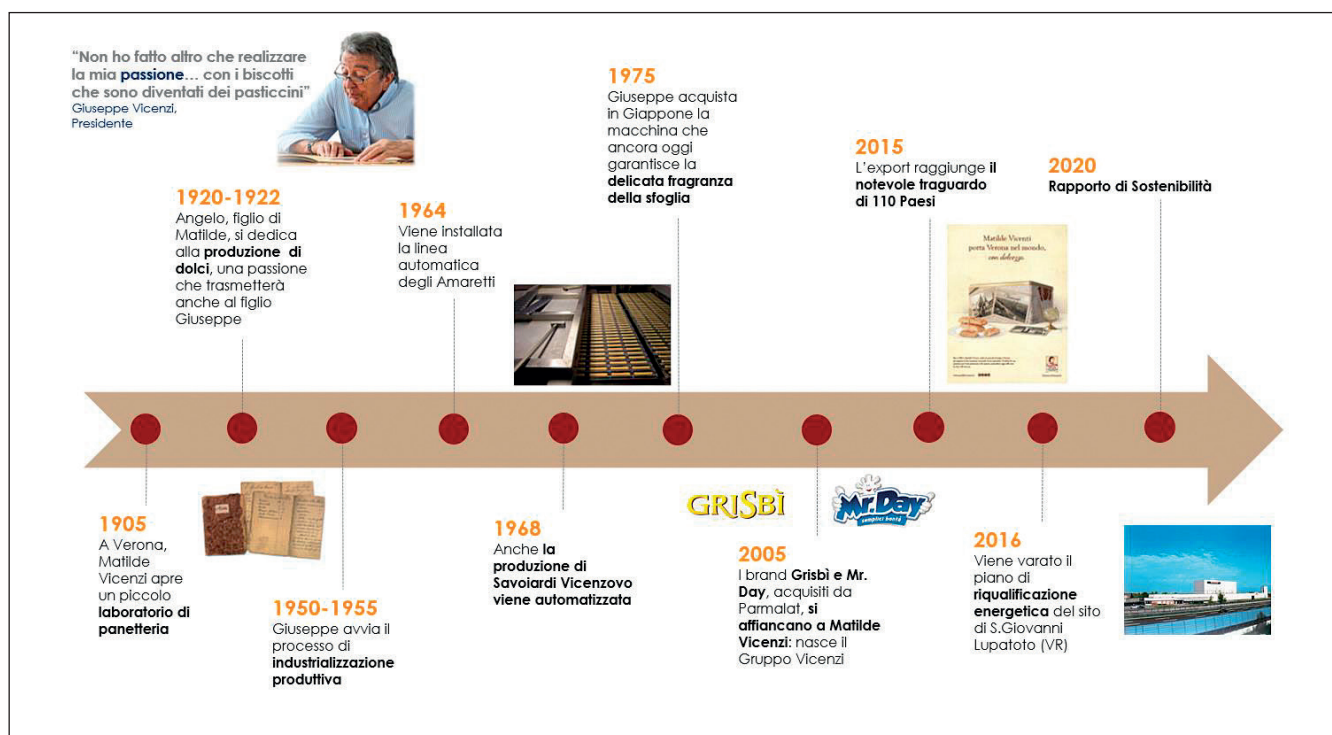 "Non ho fatto altro che realizzare
la mia passione... con i biscotti
che sono diventati dei pasticcini"
Giuseppe Vicenzi,
Presidente
1920-1922
Angelo, figlio di
Matilde, si dedica
alla produzione di
dolci, una passione
che trasmetterà
anche al figlio
Giuseppe
1964
Viene installata
la linea
automatica
degli Amaretti
1975
Giuseppe acquista
in Giappone la
macchina che
ancora oggi
garantisce la
delicata fragranza
della sfoglia
2015
L'export raggiunge il
notevole traguardo
di 110 Paesi
Matilde Vicenzi
porta Verona nel mondo,
con dolcezza.
2020
Rapporto di Sostenibilità
1905
A Verona,
Matilde
Vicenzi apre
un piccolo
laboratorio di
panetteria
1950-1955
Giuseppe avvia il
processo di
industrializzazione
produttiva
1968
Anche la
produzione di
Savoiardi Vicenzovo
viene automatizzata
GRISBÌ
Mr.Day
semplici bontà
2005
I brand Grisbì e Mr.
Day, acquisiti da
Parmalat, si
affiancano a Matilde
Vicenzi: nasce il
Gruppo Vicenzi
2016
Viene varato il
piano di
riqualificazione
energetica del sito
di S.Giovanni
Lupatoto (VR)